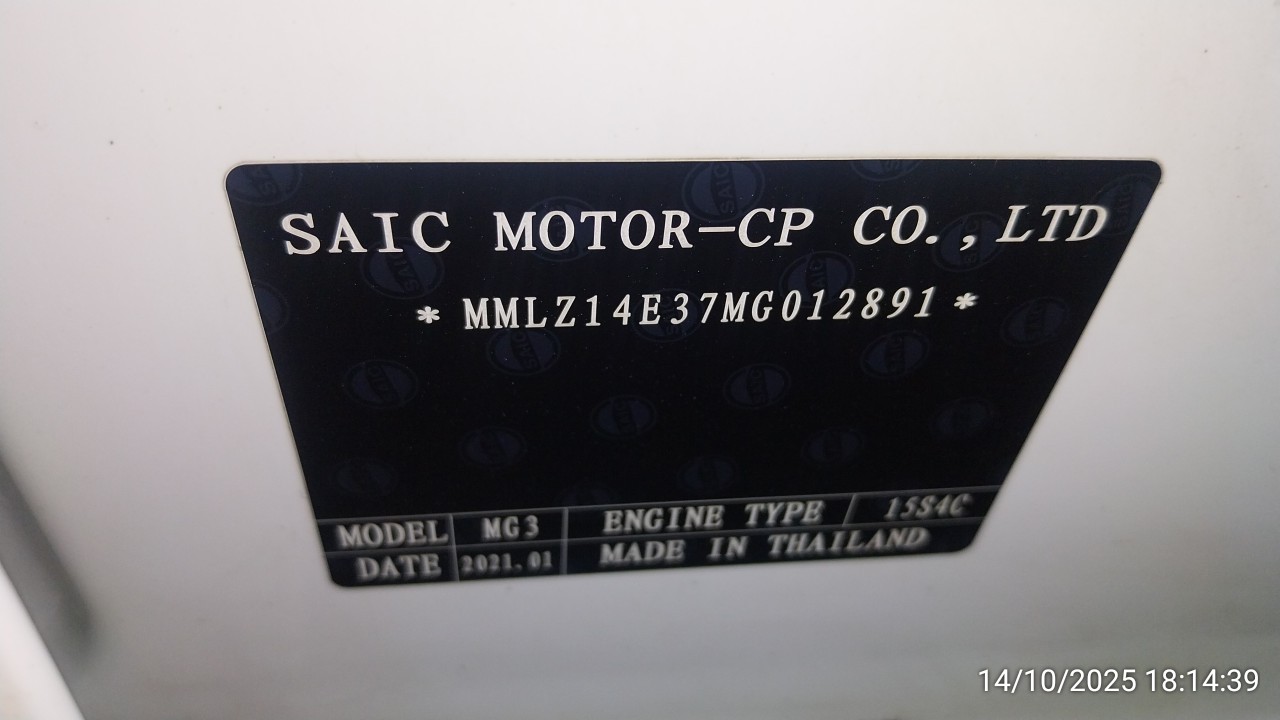 SAIC MOTOR-CP CO.,LTD
*MMLZ14E37MG012891*
MODEL MG3 ENGINE TYPE 15S4C
DATE 2021.01 MADE IN THAILAND
14/10/2025 18:14:39